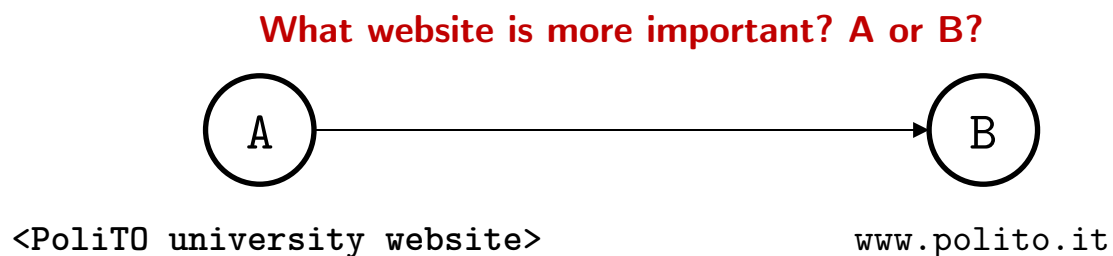 What website is more important? A or B?
A B
<PoliTO university website> www.polito.it